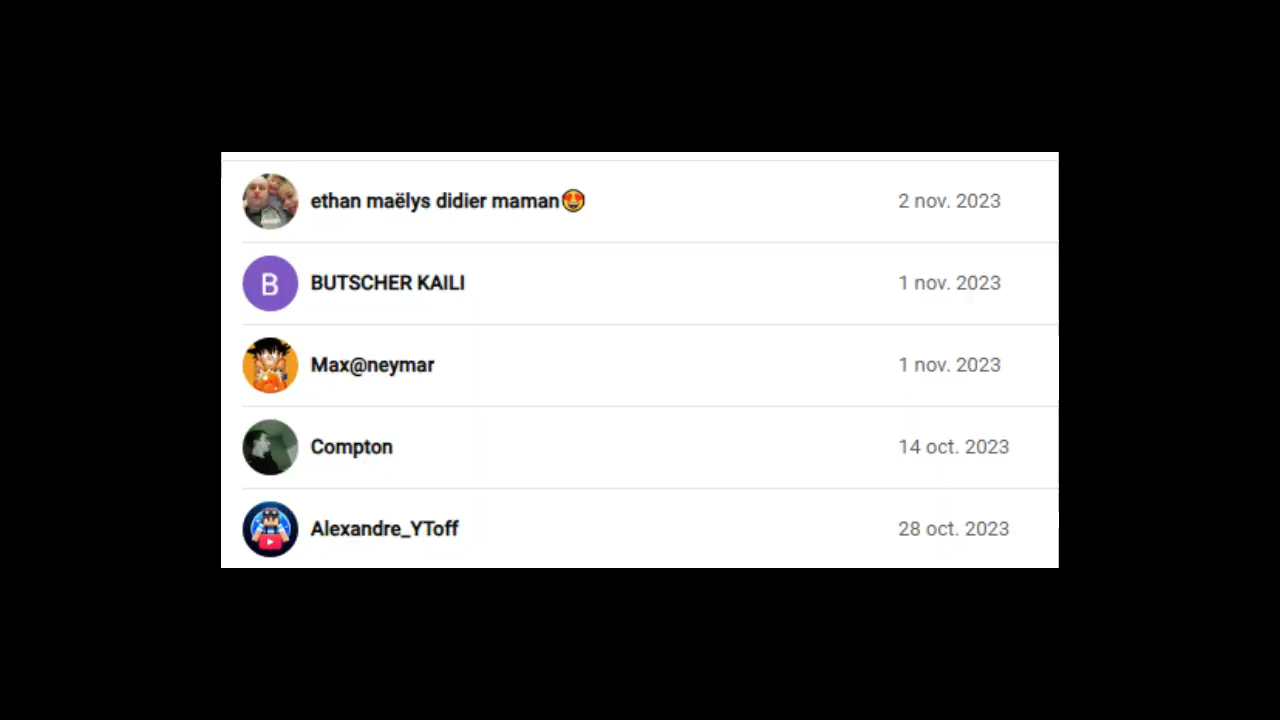 ethan maëlys didier maman😍 2 nov. 2023
B BUTSCHER KAILI 1 nov. 2023
Max@neymar 1 nov. 2023
Compton 14 oct. 2023
Alexandre_YToff 28 oct. 2023